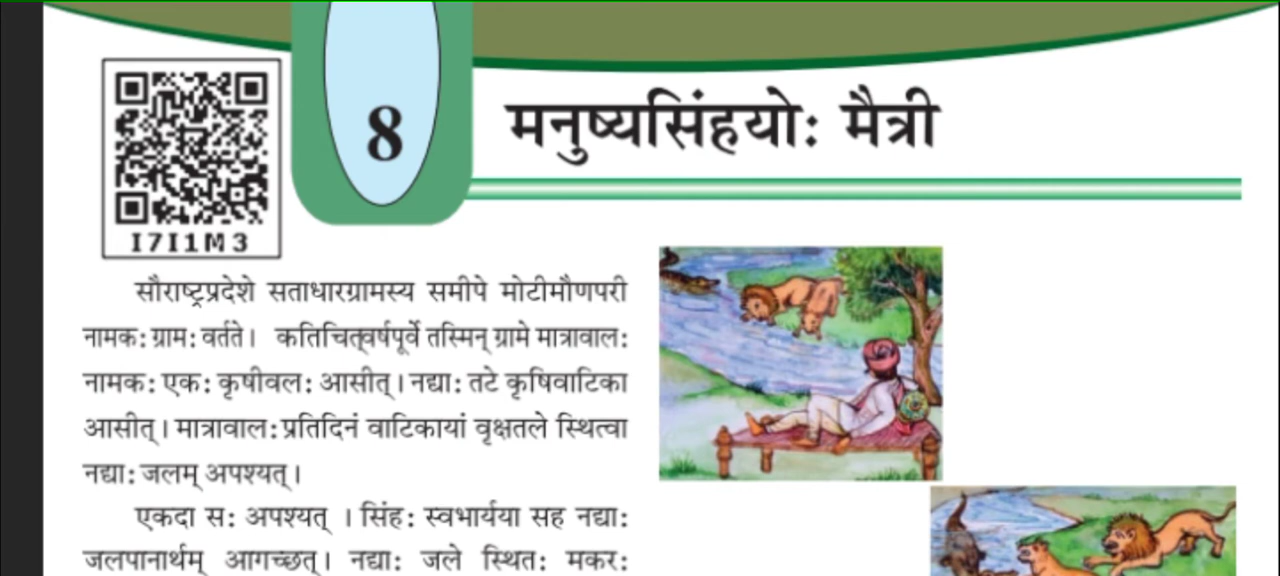 8
मनुष्यसिंहयोः मैत्री
I7I1M3
सौराष्ट्रप्रदेशे सताधारग्रामस्य समीपे मोटीमौणपरी
नामकः ग्रामः वर्तते। कतिचित्वर्षपूर्वे तस्मिन् ग्रामे मात्रावालः
नामकः एकः कृषीवलः आसीत्। नद्याः तटे कृषिवाटिका
आसीत्। मात्रावालः प्रतिदिनं वाटिकायां वृक्षतले स्थित्वा
नद्याः जलम् अपश्यत्।
एकदा सः अपश्यत् । सिंहः स्वभार्यया सह नद्याः
जलपानार्थम् आगच्छत्। नद्याः जले स्थितः मकरः